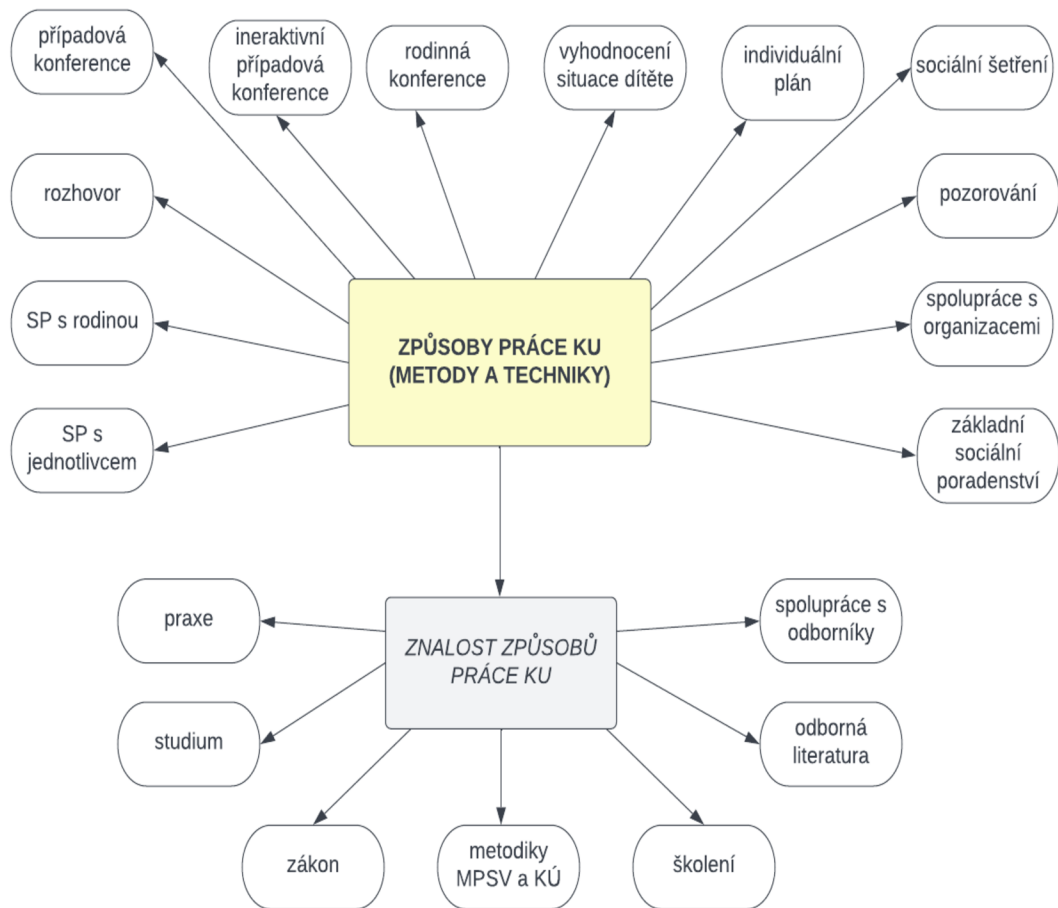 případová
konference
ineraktivní
případová
konference
rodinná
konference
vyhodnocení
situace dítěte
individuální
plán
sociální šetření
rozhovor
pozorování
SP s rodinou
spolupráce s
organizacemi
ZPŮSOBY PRÁCE KU
(METODY A TECHNIKY)
SP s
jednotlivcem
základní
sociální
poradenství
praxe
ZNALOST ZPŮSOBŮ
PRÁCE KU
spolupráce s
odborníky
studium
odborná
literatura
zákon
metodiky
MPSV a KÚ
školení